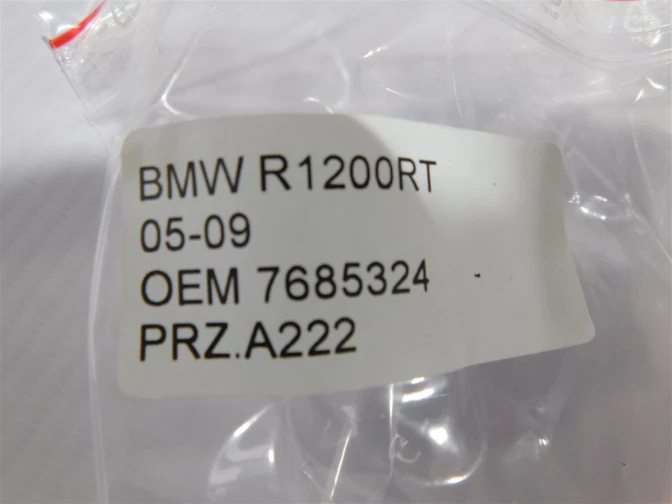 BMW R1200RT
05-09
OEM 7685324
PRZ.A222